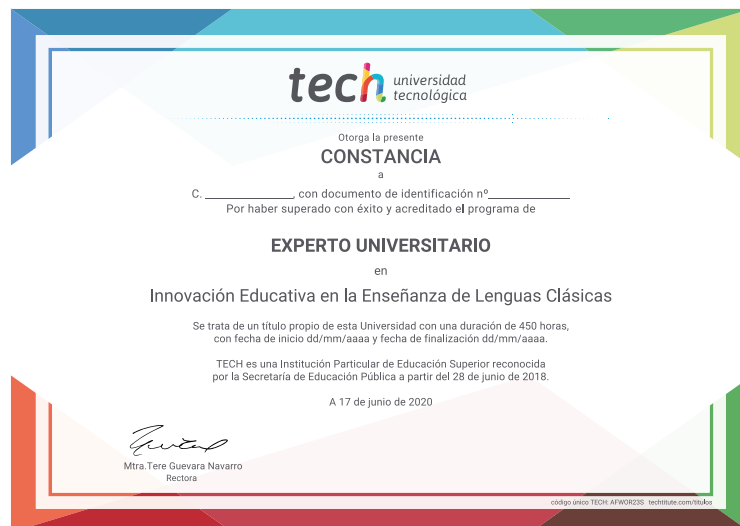 tech universidad
tecnológica
Otorga la presente
CONSTANCIA
a
C. ______________, con documento de identificación nº______________
Por haber superado con éxito y acreditado el programa de
EXPERTO UNIVERSITARIO
en
Innovación Educativa en la Enseñanza de Lenguas Clásicas
Se trata de un título propio de esta Universidad con una duración de 450 horas,
con fecha de inicio dd/mm/aaaa y fecha de finalización dd/mm/aaaa.
TECH es una Institución Particular de Educación Superior reconocida
por la Secretaría de Educación Pública a partir del 28 de junio de 2018.
A 17 de junio de 2020
Mtra.Tere Guevara Navarro
Rectora
código único TECH: AFWOR23S techtitute.com/titulos